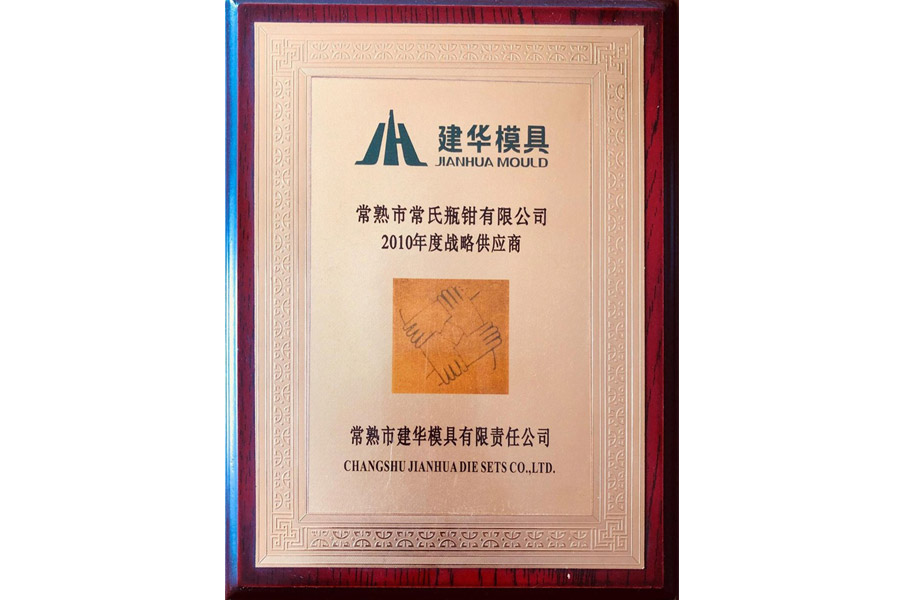 建华模具
JIANHUA MOULD
常熟市常氏瓶钳有限公司
2010年度战略供应商
常熟市建华模具有限责任公司
CHANGSHU JIANHUA DIE SETS CO.,LTD.